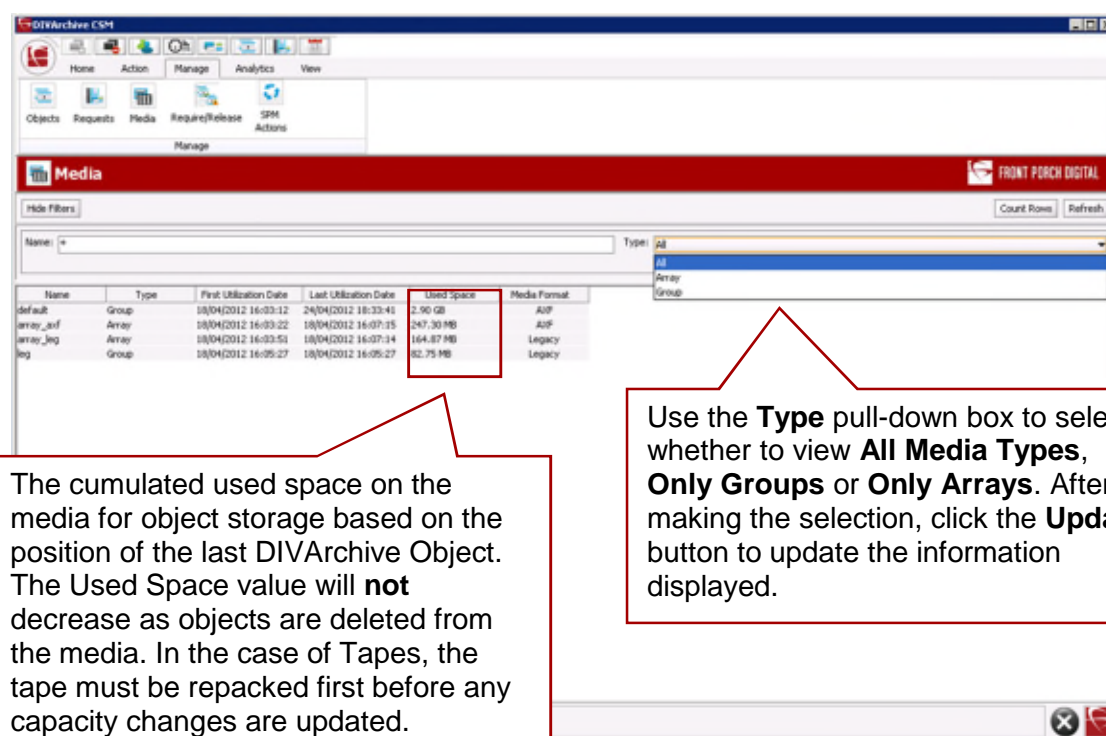 DIVArchive CSM
Home Action Manage Analytics View
Objects Requests Media Require/Release SPM Actions
Manage
Media
FRONT PORCH DIGITAL
Hide Filters
Count Rows Refresh
Name: *
Type: All
All
Array
Group
Name Type First Utilization Date Last Utilization Date Used Space Media Format
default Group 18/04/2012 16:03:12 24/04/2012 18:33:41 2.90 GB AXF
array_axf Array 18/04/2012 16:03:22 18/04/2012 16:07:15 247.30 MB AXF
array_leg Array 18/04/2012 16:03:51 18/04/2012 16:07:14 164.87 MB Legacy
leg Group 18/04/2012 16:05:27 18/04/2012 16:05:27 82.75 MB Legacy
Use the Type pull-down box to sele
whether to view All Media Types,
Only Groups or Only Arrays. After
making the selection, click the Upda
button to update the information
displayed.
The cumulated used space on the
media for object storage based on the
position of the last DIVArchive Object.
The Used Space value will not
decrease as objects are deleted from
the media. In the case of Tapes, the
tape must be repacked first before any
capacity changes are updated.